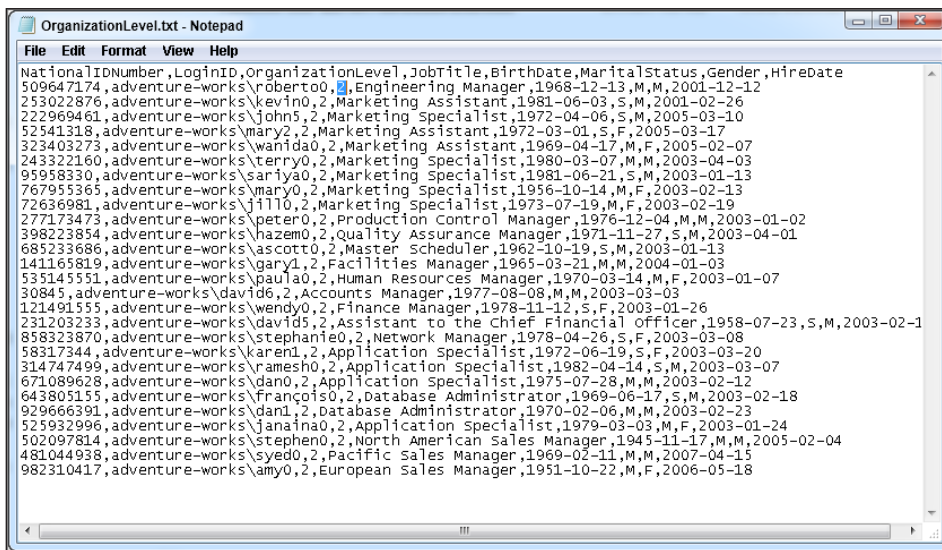 OrganizationLevel.txt - Notepad
File Edit Format View Help
NationalIDNumber,LoginID,OrganizationLevel,JobTitle,BirthDate,MaritalStatus,Gender,HireDate
509647174,adventure-works\roberto0,2,Engineering Manager,1968-12-13,M,M,2001-12-12
253022876,adventure-works\kevin0,2,Marketing Assistant,1981-06-03,S,M,2001-02-26
222969461,adventure-works\john5,2,Marketing Specialist,1972-04-06,S,M,2005-03-10
52541318,adventure-works\mary2,2,Marketing Assistant,1972-03-01,S,F,2005-03-17
323403273,adventure-works\wanida0,2,Marketing Assistant,1969-04-17,M,F,2005-02-07
243322160,adventure-works\terry0,2,Marketing Specialist,1980-03-07,M,M,2003-04-03
95958330,adventure-works\sariya0,2,Marketing Specialist,1981-06-21,S,M,2003-01-13
767955365,adventure-works\mary0,2,Marketing Specialist,1956-10-14,M,F,2003-02-13
72636981,adventure-works\jill0,2,Marketing Specialist,1973-07-19,M,F,2003-02-19
277173473,adventure-works\peter0,2,Production Control Manager,1976-12-04,M,M,2003-01-02
398223854,adventure-works\hazem0,2,Quality Assurance Manager,1971-11-27,S,M,2003-04-01
685233686,adventure-works\ascott0,2,Master Scheduler,1962-10-19,S,M,2003-01-13
141165819,adventure-works\gary1,2,Facilities Manager,1965-03-21,M,M,2004-01-03
535145551,adventure-works\paula0,2,Human Resources Manager,1970-03-14,M,F,2003-01-07
30845,adventure-works\david6,2,Accounts Manager,1977-08-08,M,M,2003-03-03
121491555,adventure-works\wendy0,2,Finance Manager,1978-11-12,S,F,2003-01-26
231203233,adventure-works\david5,2,Assistant to the Chief Financial Officer,1958-07-23,S,M,2003-02-1
858323870,adventure-works\stephanie0,2,Network Manager,1978-04-26,S,F,2003-03-08
58317344,adventure-works\karen1,2,Application Specialist,1972-06-19,S,F,2003-03-20
314747499,adventure-works\ramesh0,2,Application Specialist,1982-04-14,S,M,2003-03-07
671089628,adventure-works\dan0,2,Application Specialist,1975-07-28,M,M,2003-02-12
643805155,adventure-works\françois0,2,Database Administrator,1969-06-17,S,M,2003-02-18
929666391,adventure-works\dan1,2,Database Administrator,1970-02-06,M,M,2003-02-23
525932996,adventure-works\janaina0,2,Application Specialist,1979-03-03,M,F,2003-01-24
502097814,adventure-works\stephen0,2,North American Sales Manager,1945-11-17,M,M,2005-02-04
481044938,adventure-works\syed0,2,Pacific Sales Manager,1969-02-11,M,M,2007-04-15
982310417,adventure-works\amy0,2,European Sales Manager,1951-10-22,M,F,2006-05-18